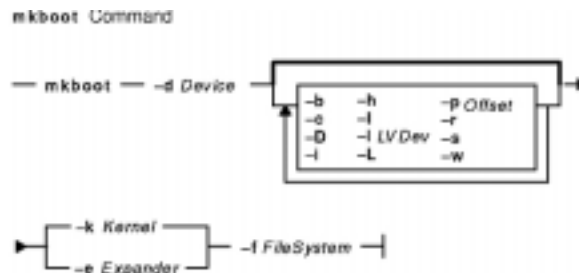 mkboot Command
mkboot -d Device
-b -h -p Offset
-c -I -r
-D -l LVDev -s
-i -L -w
-k Kernel
-e Expander
-f FileSystem